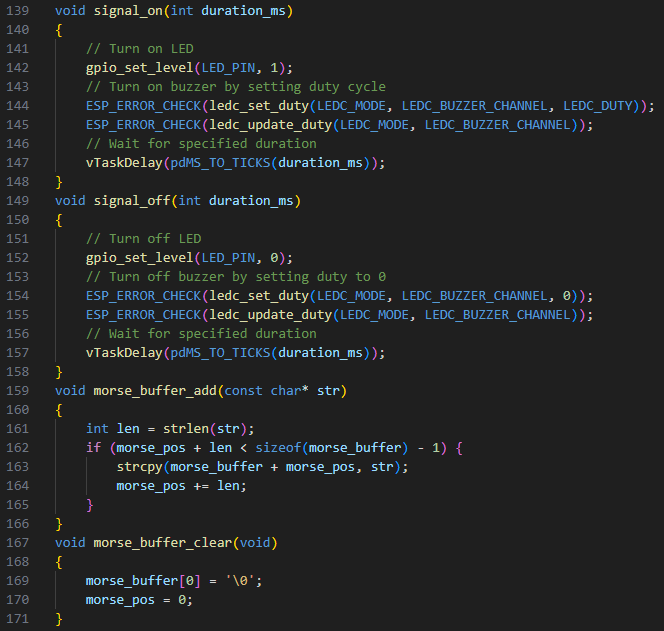 139 void signal_on(int duration_ms)
140 {
141     // Turn on LED
142     gpio_set_level(LED_PIN, 1);
143     // Turn on buzzer by setting duty cycle
144     ESP_ERROR_CHECK(ledc_set_duty(LEDC_MODE, LEDC_BUZZER_CHANNEL, LEDC_DUTY));
145     ESP_ERROR_CHECK(ledc_update_duty(LEDC_MODE, LEDC_BUZZER_CHANNEL));
146     // Wait for specified duration
147     vTaskDelay(pdMS_TO_TICKS(duration_ms));
148 }
149 void signal_off(int duration_ms)
150 {
151     // Turn off LED
152     gpio_set_level(LED_PIN, 0);
153     // Turn off buzzer by setting duty to 0
154     ESP_ERROR_CHECK(ledc_set_duty(LEDC_MODE, LEDC_BUZZER_CHANNEL, 0));
155     ESP_ERROR_CHECK(ledc_update_duty(LEDC_MODE, LEDC_BUZZER_CHANNEL));
156     // Wait for specified duration
157     vTaskDelay(pdMS_TO_TICKS(duration_ms));
158 }
159 void morse_buffer_add(const char* str)
160 {
161     int len = strlen(str);
162     if (morse_pos + len < sizeof(morse_buffer) - 1) {
163         strcpy(morse_buffer + morse_pos, str);
164         morse_pos += len;
165     }
166 }
167 void morse_buffer_clear(void)
168 {
169     morse_buffer[0] = '\0';
170     morse_pos = 0;
171 }